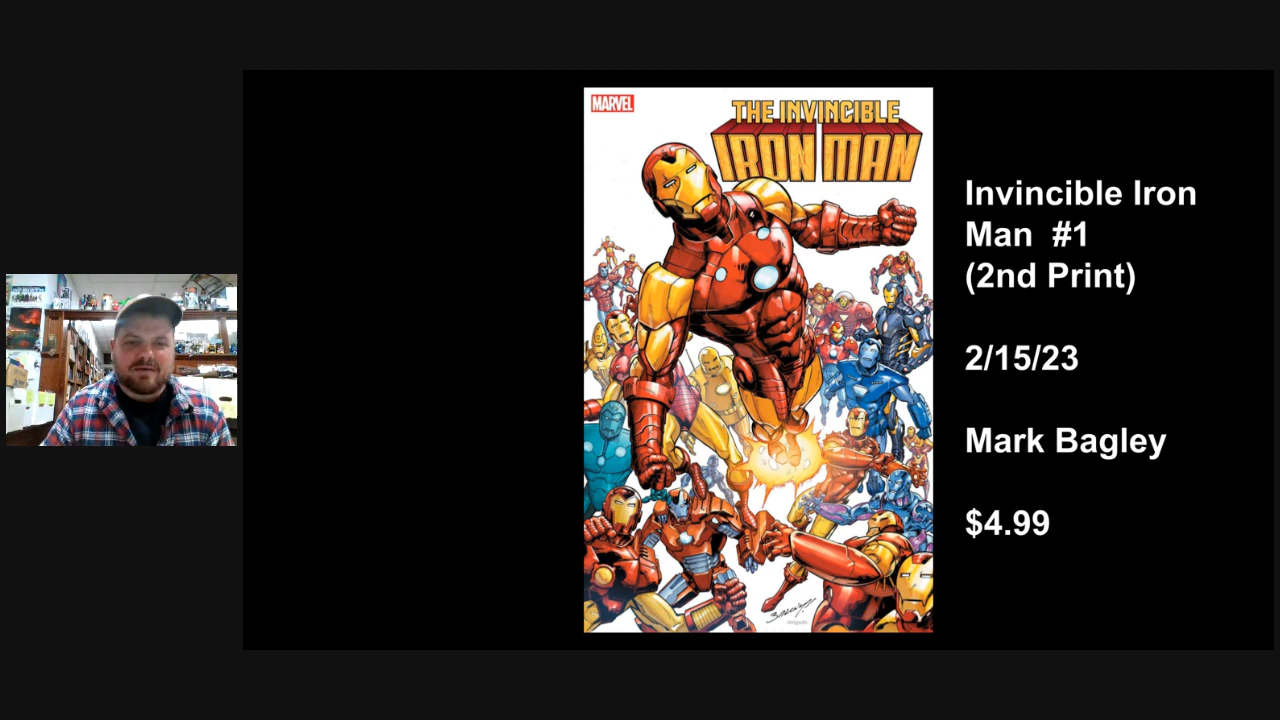 MARVEL
THE INVINCIBLE
IRON MAN
Invincible Iron
Man #1
(2nd Print)
2/15/23
Mark Bagley
$4.99